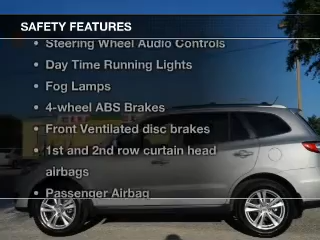 SAFETY FEATURES
• Steering Wheel Audio Controls
• Day Time Running Lights
• Fog Lamps
• 4-wheel ABS Brakes
• Front Ventilated disc brakes
• 1st and 2nd row curtain head
airbags
• Passenger Airbag